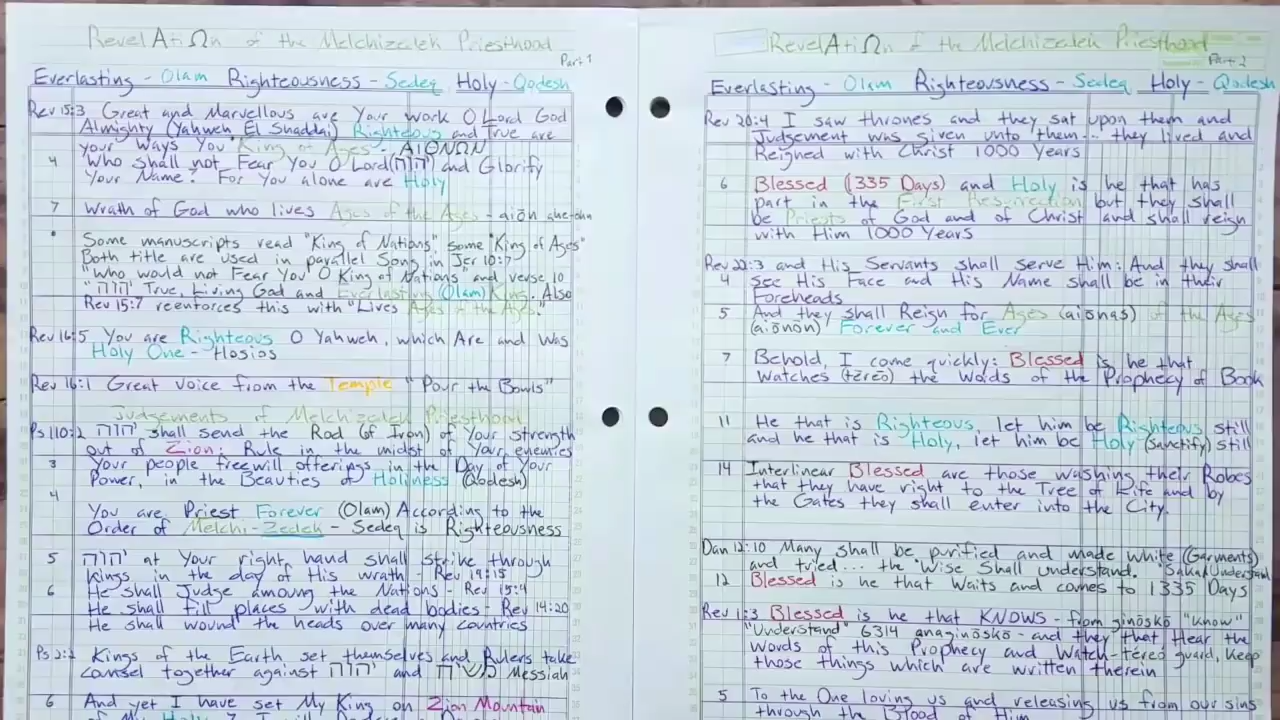 RevelAtiΩn of the Melchizedek Priesthood
Part 1
Everlasting - Olam Righteousness - Sedeq Holy - Qodesh
Rev 15:3 Great and Marvellous are Your work O Lord God
Almighty (Yahweh El Shaddai) Righteous and True are
your Ways You King of Ages - AIΩNΩN
4 Who shall not Fear You O Lord (יהוה) and Glorify
Your Name? For You alone are Holy
7 Wrath of God who lives Ages of the Ages - aiōn
* Some manuscripts read "King of Nations" some "King of Ages"
Both title are used in parallel Song in Jer 10:7
"Who would not Fear You O King of Nations" and verse 10
"יהוה" True, Living God and Everlasting (Olam) King. Also
Rev 15:7 reenforces this with "Lives Ages of the Ages."
Rev 16:5 You are Righteous O Yahweh, which Are and Was
Holy One - Hosios
Rev 16:1 Great Voice from the Temple "Pour the Bowls"
Judgements of Melchizedek Priesthood
Ps 110:2 יהוה shall send the Rod (of Iron) of Your strength
out of Zion: Rule in the midst of Your enemies
3 Your people freewill offerings in the Day of Your
Power, in the Beauties of Holiness (Qodesh)
4
You are Priest Forever (Olam) According to the
Order of Melchi-Zedek - Sedeq is Righteousness
5 יהוה at Your right hand shall strike through
Kings in the day of His wrath - Rev 19:15
6 He shall Judge amoung the Nations - Rev 15:4
He shall fill places with dead bodies - Rev 14:20
He shall wound the heads over many countries
Ps 2:2 Kings of the Earth set themselves and Rulers take
counsel together against יהוה and משיח Messiah
6 And yet I have set My King on Zion Mountain
of My Holy
RevelAtiΩn of the Melchizedek Priesthood
Part 2
Everlasting - Olam Righteousness - Sedeq Holy - Qodesh
Rev 20:4 I saw thrones and they sat upon them and
Judgement was given unto them... they lived and
Reigned with Christ 1000 Years
6 Blessed (1335 Days) and Holy is he that has
part in the First Resurrection but they shall
be Priests of God and of Christ and shall reign
with Him 1000 Years
Rev 22:3 and His Servants shall serve Him: And they shall
4 see His Face and His Name shall be in their
Foreheads
5 And they shall Reign for Ages (aiōnas) of the Ages
(aiōnōn) Forever and Ever
7 Behold, I come quickly: Blessed is he that
watches (tēreō) the words of the Prophecy of Book
11 He that is Righteous, let him be Righteous still
and he that is Holy, let him be Holy (Sanctify) still
14 Interlinear Blessed are those washing their Robes
that they have right to the Tree of Life and by
the Gates they shall enter into the City.
Dan 12:10 Many shall be purified and made white (Garments)
and tried... the "Wise Shall Understand. "Sakal Understand
12 Blessed is he that Waits and comes to 1335 Days
Rev 1:3 Blessed is he that KNOWS - from ginōskō "Know"
"Understand" 6314 anaginōskō - and they that Hear the
words of this Prophecy and Watch-tēreō guard, keep
those things which are written therein
5 To the One loving us and releasing us from our sins
through the Blood of Him